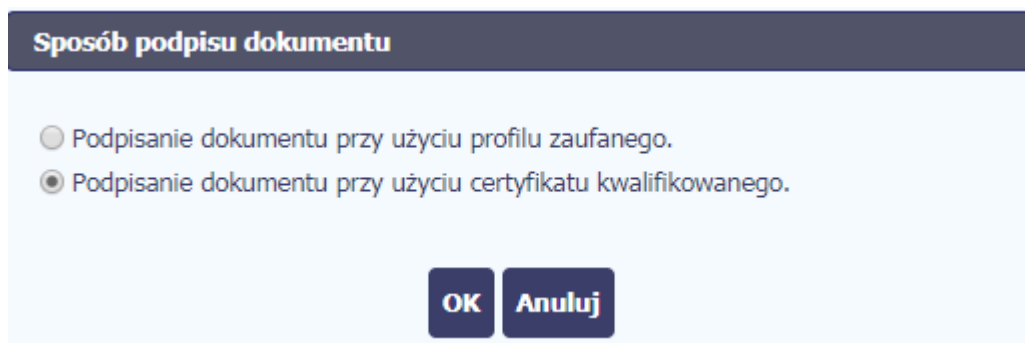 Sposób podpisu dokumentu
Podpisanie dokumentu przy użyciu profilu zaufanego.
Podpisanie dokumentu przy użyciu certyfikatu kwalifikowanego.
OK Anuluj